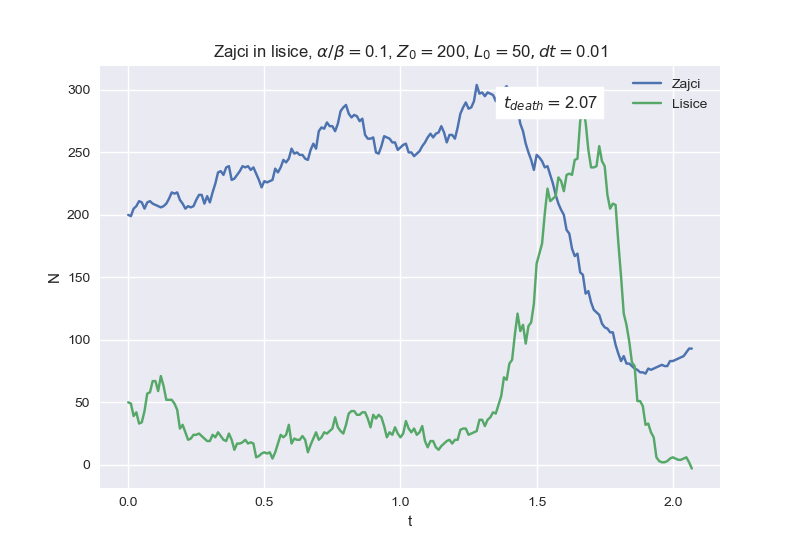 Zajci in lisice, α/β = 0.1, Z₀ = 200, L₀ = 50, dt = 0.01
300
250
200
150
100
50
0
N
t_death = 2.07
Zajci
Lisice
0.0 0.5 1.0 1.5 2.0
t